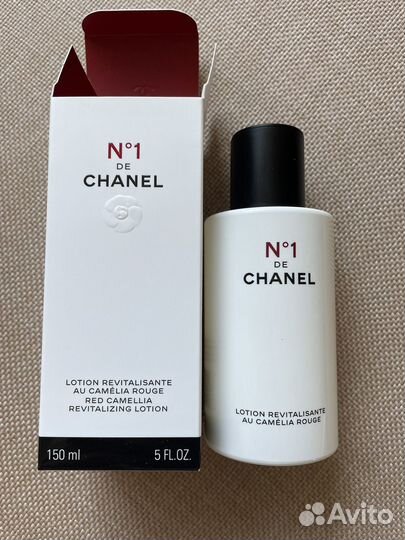 N°1
DE
CHANEL
LOTION REVITALISANTE
AU CAMÉLIA ROUGE
RED CAMELLIA
REVITALIZING LOTION
150 ml 5 FL.OZ.
N°1
DE
CHANEL
LOTION REVITALISANTE
AU CAMÉLIA ROUGE
Avito